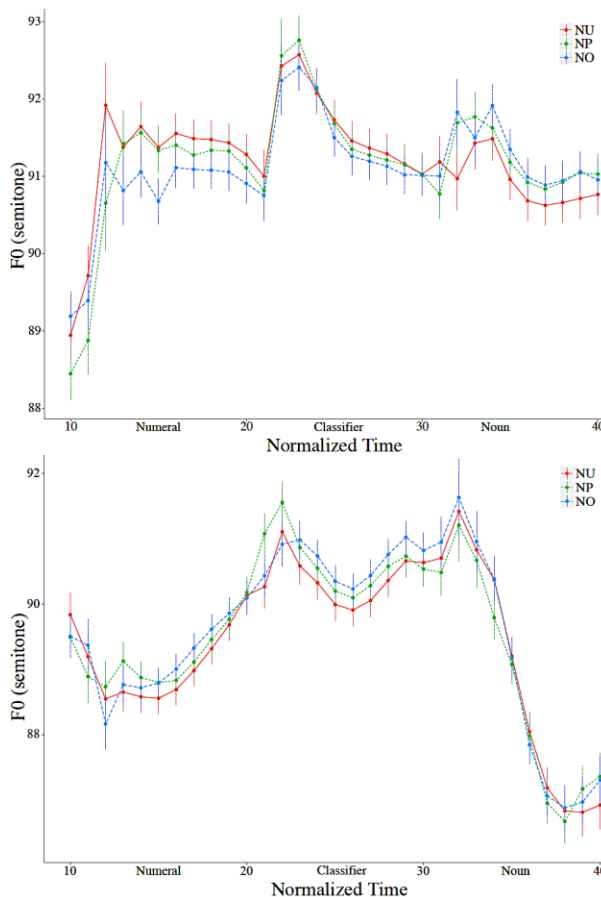 93
92
91
90
89
88
F0 (semitone)
NU
NP
NO
10 Numeral 20 Classifier 30 Noun 40
Normalized Time
92
90
88
F0 (semitone)
NU
NP
NO
10 Numeral 20 Classifier 30 Noun 40
Normalized Time